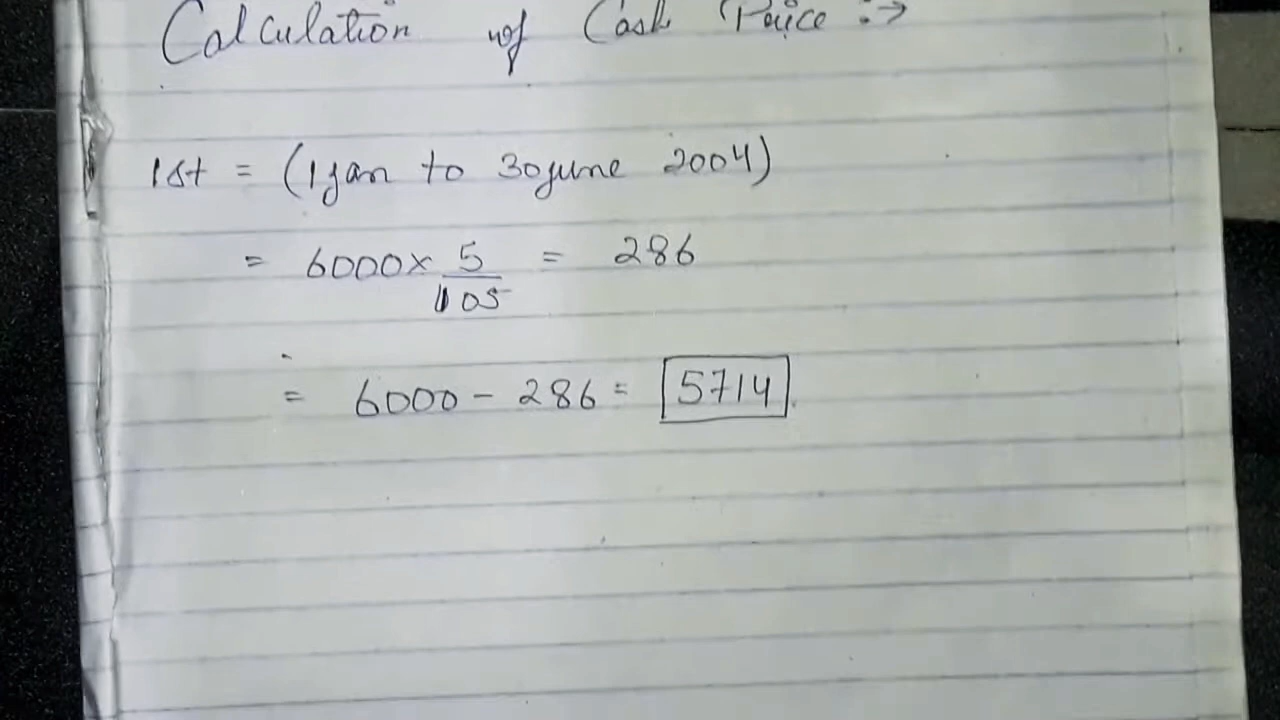 Calculation of Cash Price :->
1st = (1 jan to 30 june 2004)
= 6000 x 5/105 = 286
= 6000 - 286 = 5714